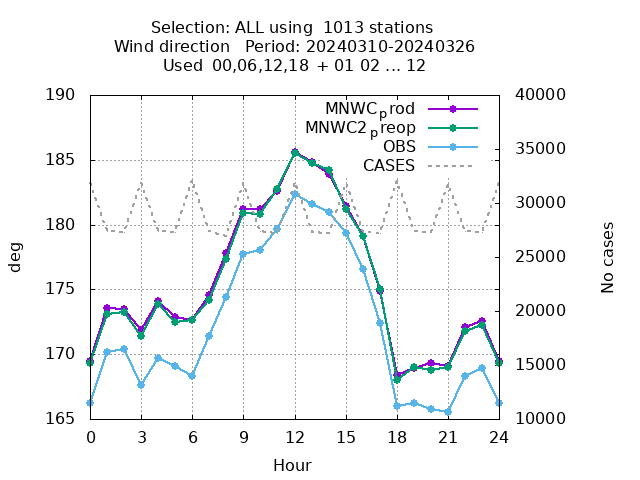 Selection: ALL using  1013 stations
Wind direction   Period: 20240310-20240326
Used 00,06,12,18 + 01 02 ... 12
190
185
180
175
170
165
40000
35000
30000
25000
20000
15000
10000
MNWC_prod
MNWC2_preop
OBS
CASES
deg
No cases
0 3 6 9 12 15 18 21 24
Hour